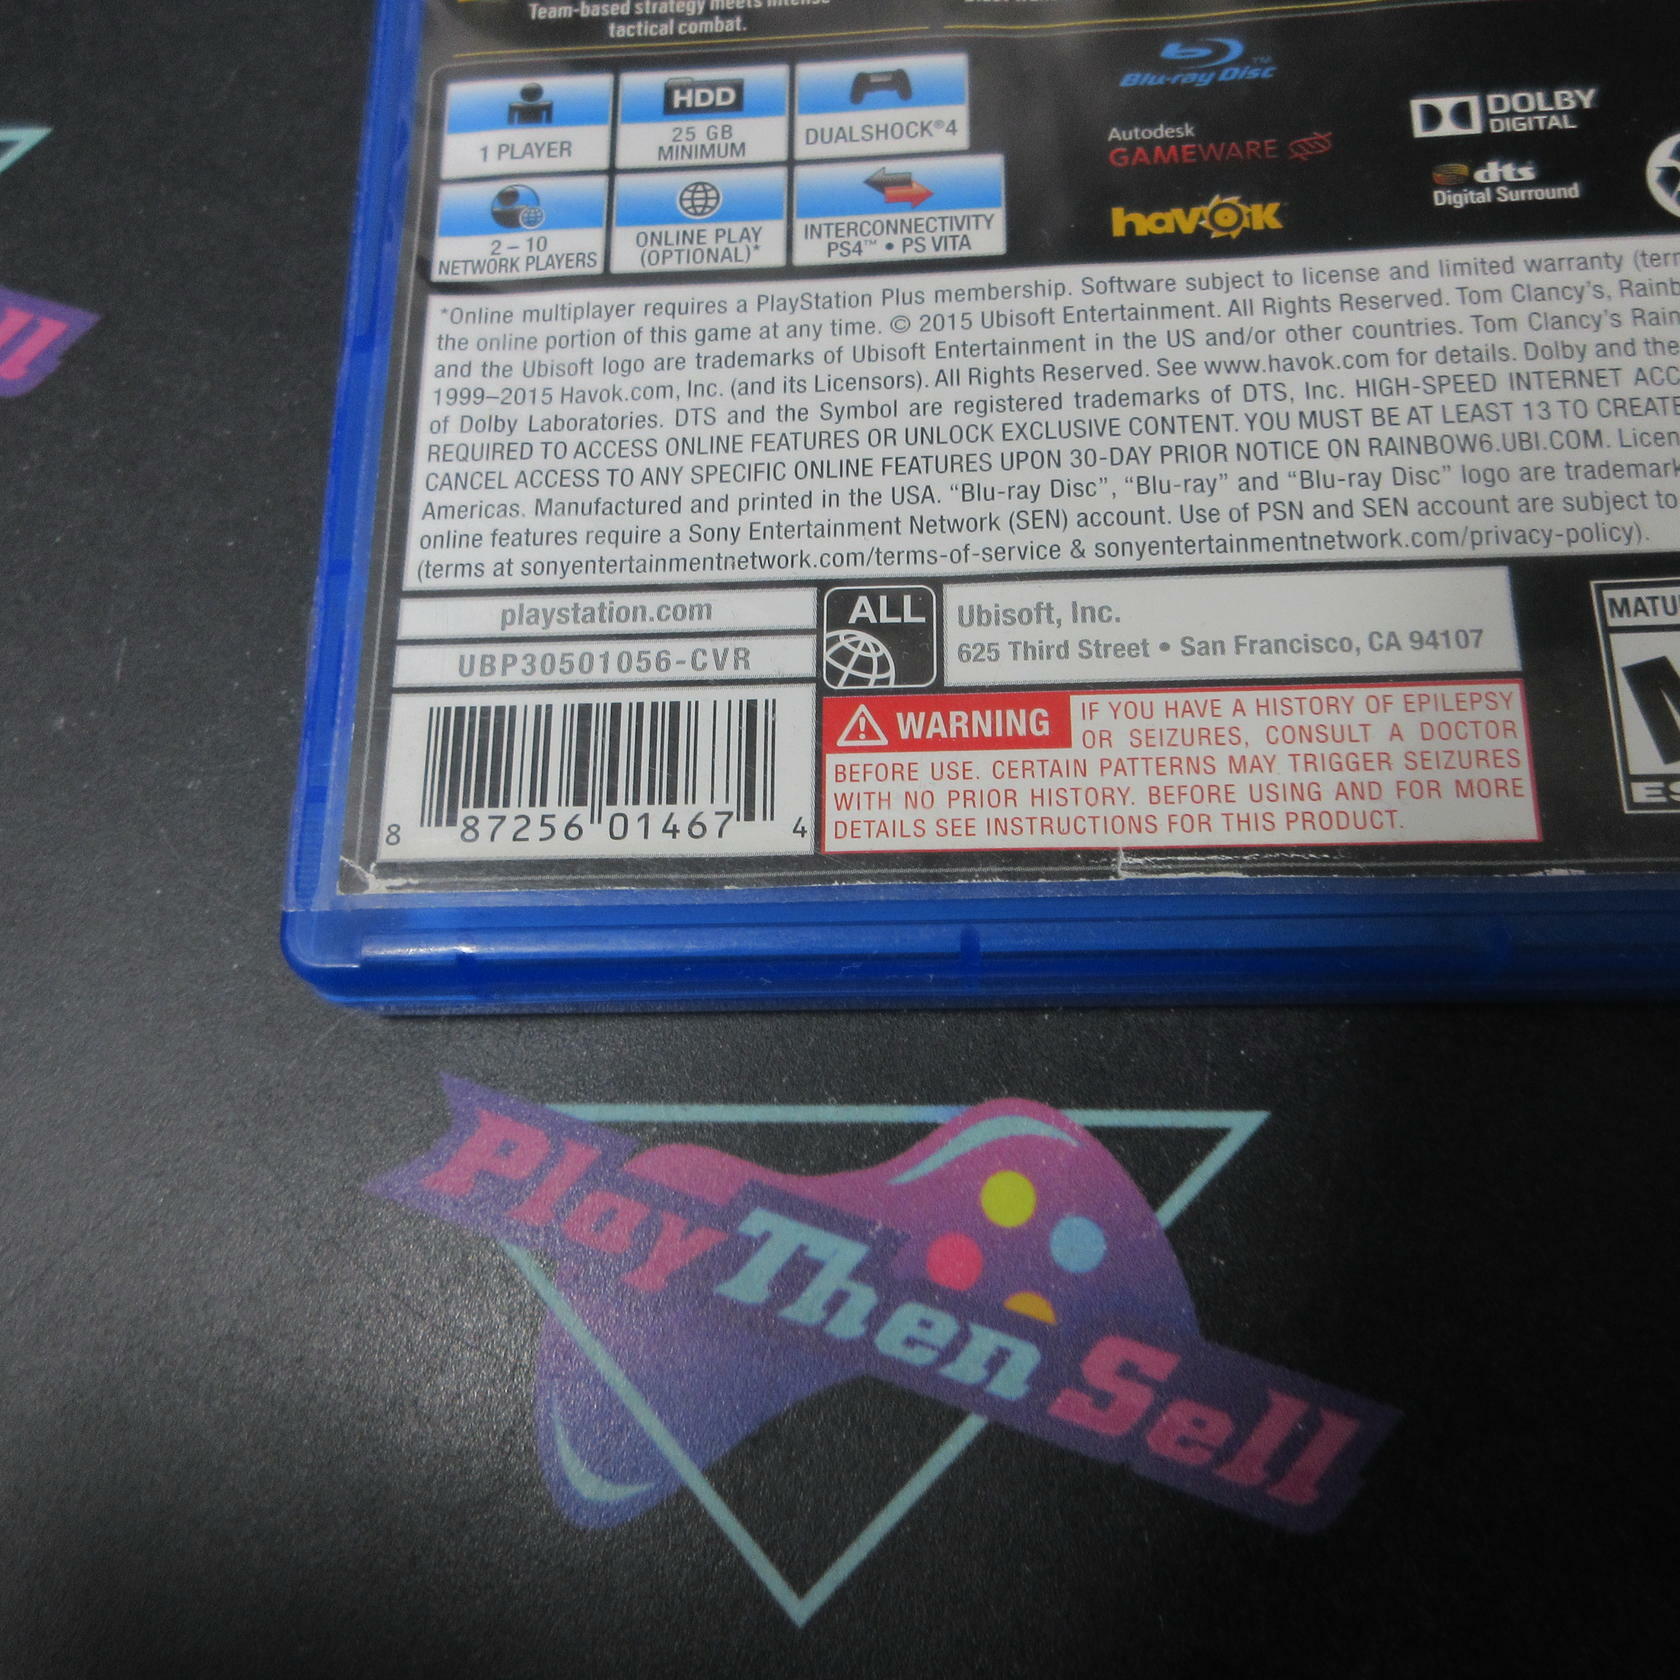 Team-based strategy meets intense
tactical combat.
1 PLAYER
HDD
25 GB
MINIMUM
DUALSHOCK®4
2 – 10
NETWORK PLAYERS
ONLINE PLAY
(OPTIONAL)*
INTERCONNECTIVITY
PS4™ • PS VITA
Blu-ray Disc™
Autodesk
GAMEWARE
havok
DOLBY
DIGITAL
dts
Digital Surround
*Online multiplayer requires a PlayStation Plus membership. Software subject to license and limited warranty
the online portion of this game at any time. © 2015 Ubisoft Entertainment. All Rights Reserved. Tom Clancy's,
and the Ubisoft logo are trademarks of Ubisoft Entertainment in the US and/or other countries. Tom Clancy's
1999–2015 Havok.com, Inc. (and its Licensors). All Rights Reserved. See www.havok.com for details. Dolby and the
of Dolby Laboratories. DTS and the Symbol are registered trademarks of DTS, Inc. HIGH-SPEED INTERNET
REQUIRED TO ACCESS ONLINE FEATURES OR UNLOCK EXCLUSIVE CONTENT. YOU MUST BE AT LEAST 13 TO CREATE
CANCEL ACCESS TO ANY SPECIFIC ONLINE FEATURES UPON 30-DAY PRIOR NOTICE ON RAINBOW6.UBI.COM.
Americas. Manufactured and printed in the USA. “Blu-ray Disc”, “Blu-ray” and “Blu-ray Disc” logo are
online features require a Sony Entertainment Network (SEN) account. Use of PSN and SEN account are subject to
(terms at sonyentertainmentnetwork.com/terms-of-service & sonyentertainmentnetwork.com/privacy-policy).
playstation.com
UBP30501056-CVR
ALL
Ubisoft, Inc.
625 Third Street • San Francisco, CA 94107
WARNING IF YOU HAVE A HISTORY OF EPILEPSY
OR SEIZURES, CONSULT A DOCTOR
BEFORE USE. CERTAIN PATTERNS MAY TRIGGER SEIZURES
WITH NO PRIOR HISTORY. BEFORE USING AND FOR MORE
DETAILS SEE INSTRUCTIONS FOR THIS PRODUCT.
8 87256 01467 4
Play Then Sell